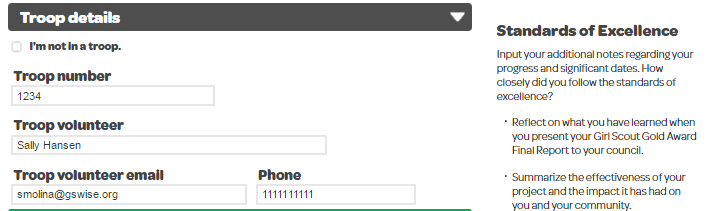 Troop details
I'm not in a troop.
Troop number
1234
Troop volunteer
Sally Hansen
Troop volunteer email
Phone
smolina@gswise.org
1111111111
Standards of Excellence
Input your additional notes regarding your
progress and significant dates. How
closely did you follow the standards of
excellence?
· Reflect on what you have learned when
you present your Girl Scout Gold Award
Final Report to your council.
· Summarize the effectiveness of your
project and the impact it has had on
you and your community.